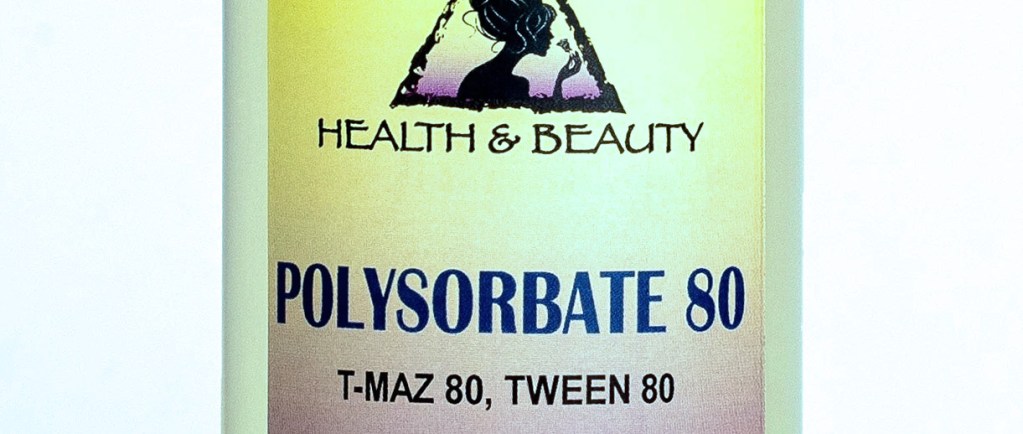 HEALTH & BEAUTY
POLYSORBATE 80
T-MAZ 80, TWEEN 80